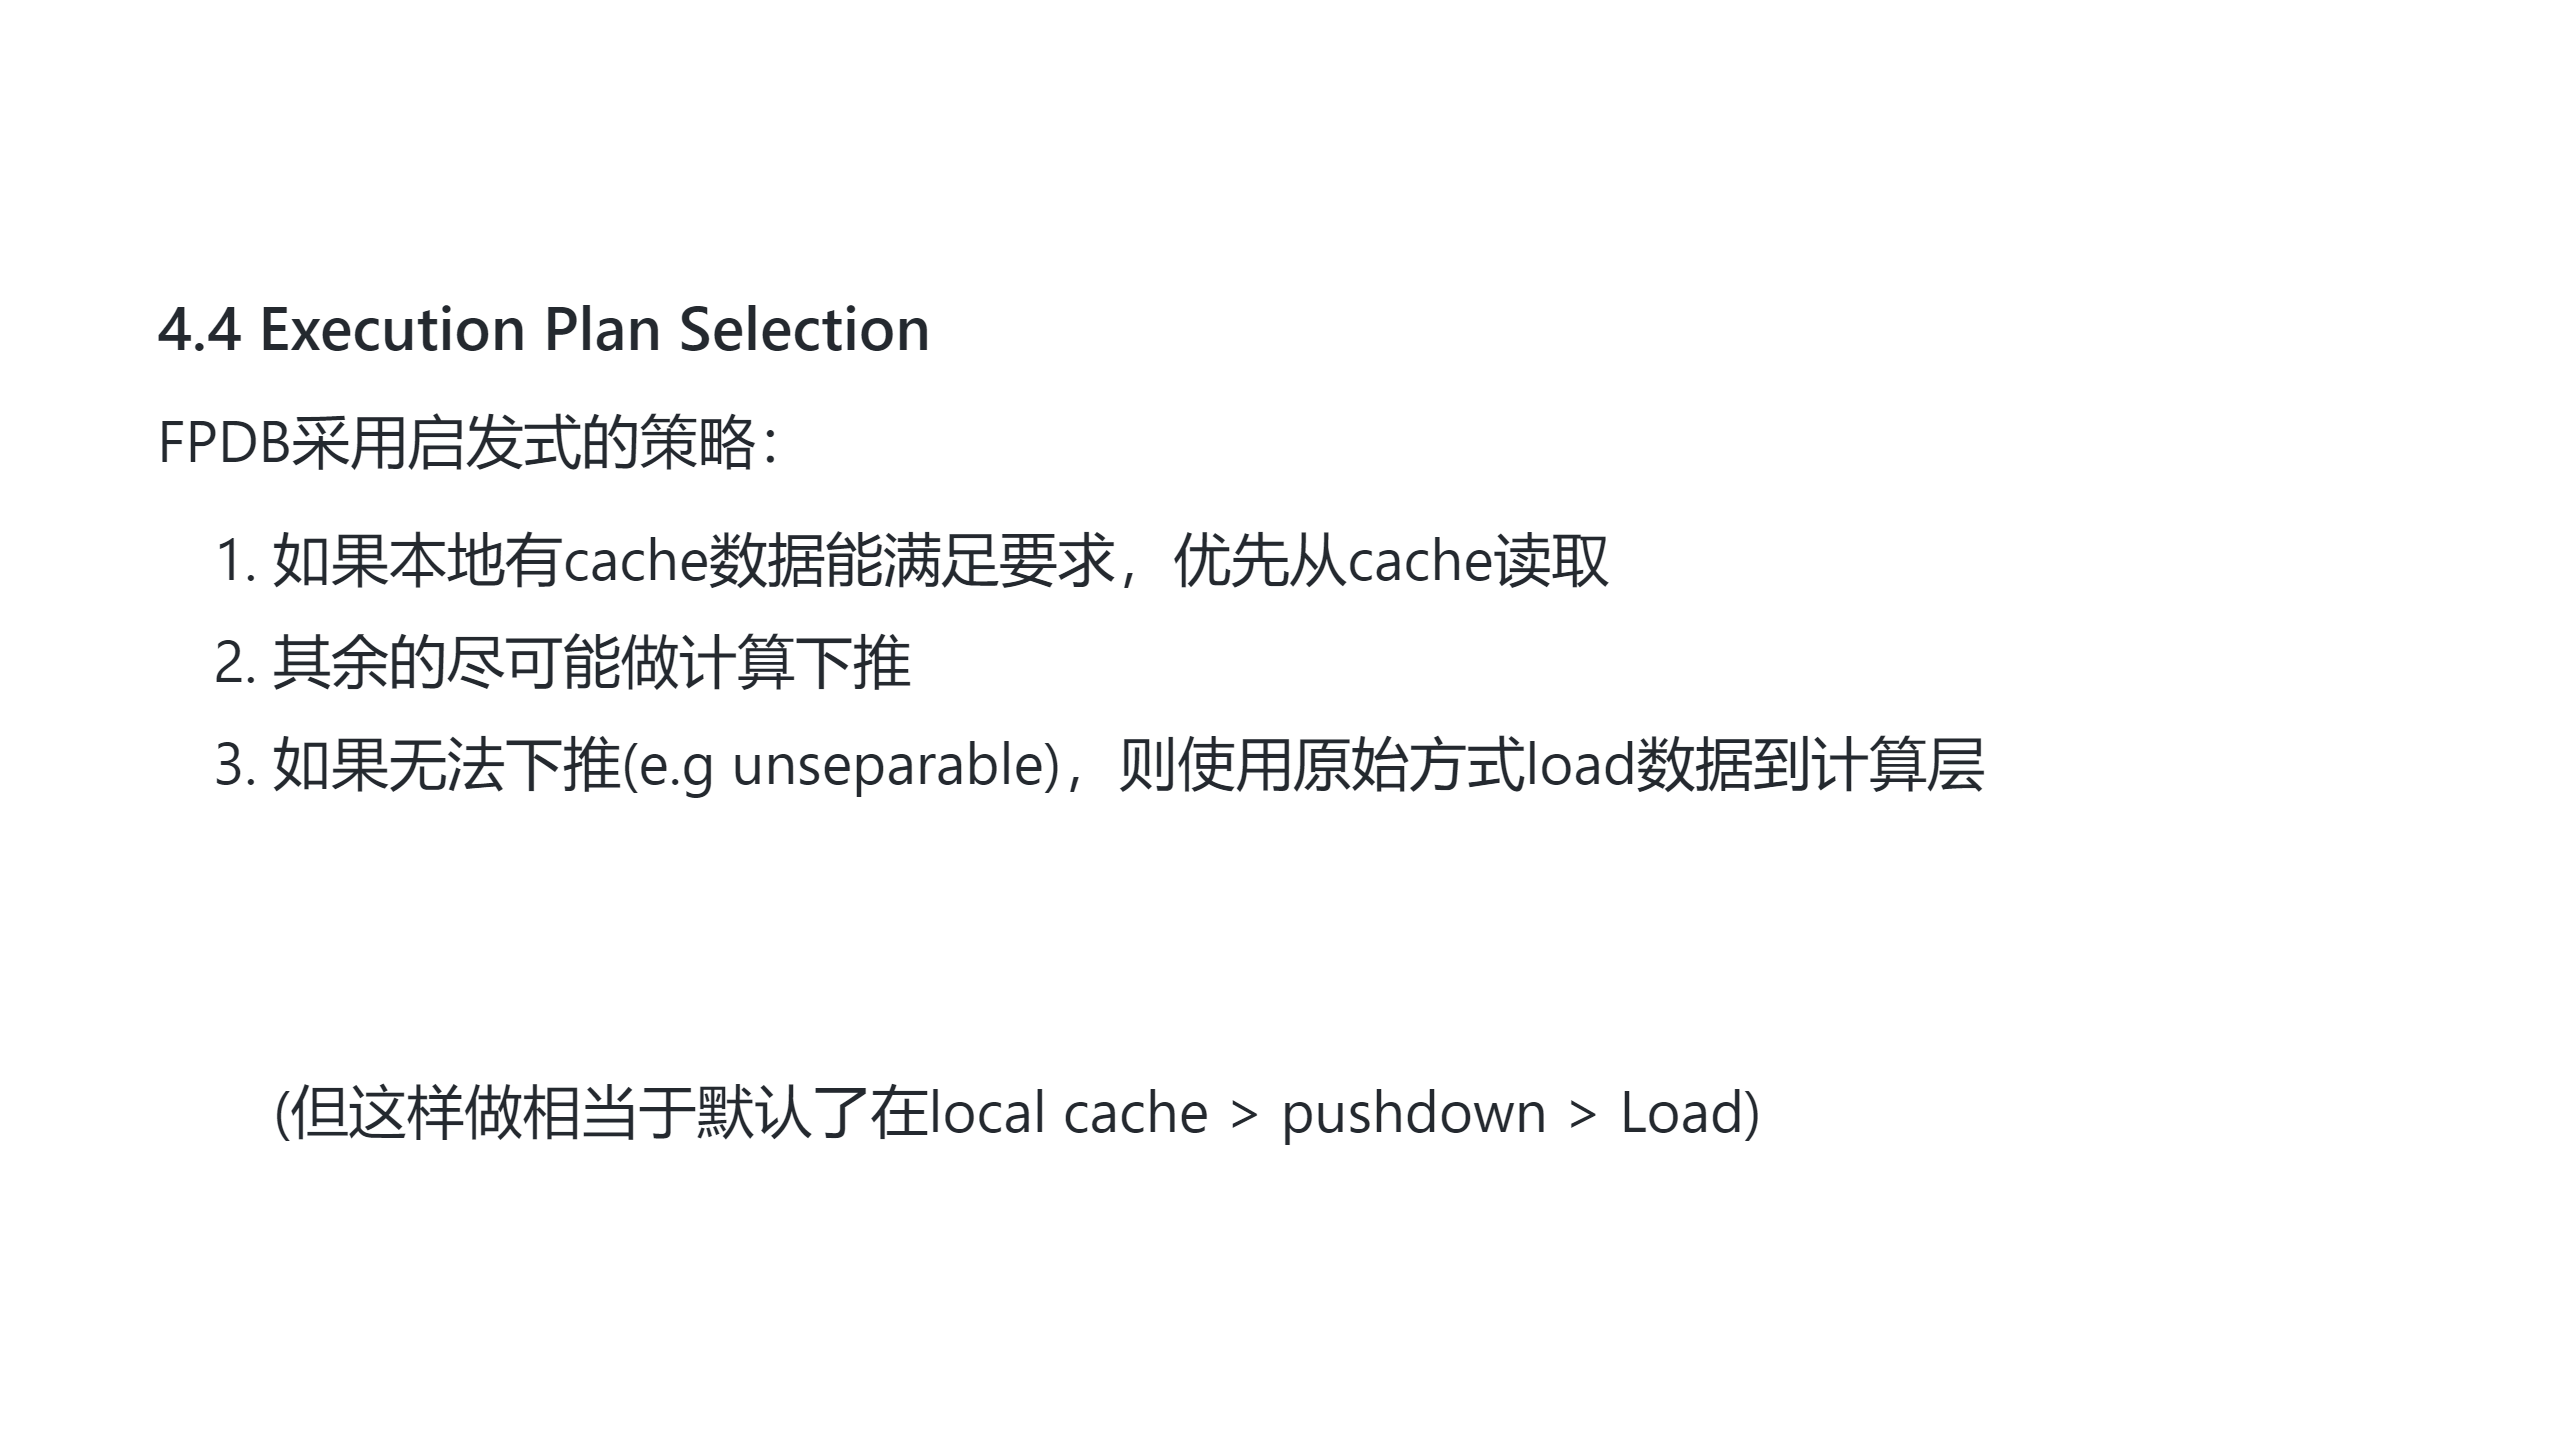 4.4 Execution Plan Selection
FPDB采用启发式的策略：
1. 如果本地有cache数据能满足要求，优先从cache读取
2. 其余的尽可能做计算下推
3. 如果无法下推(e.g unseparable)，则使用原始方式load数据到计算层
(但这样做相当于默认了在local cache > pushdown > Load)